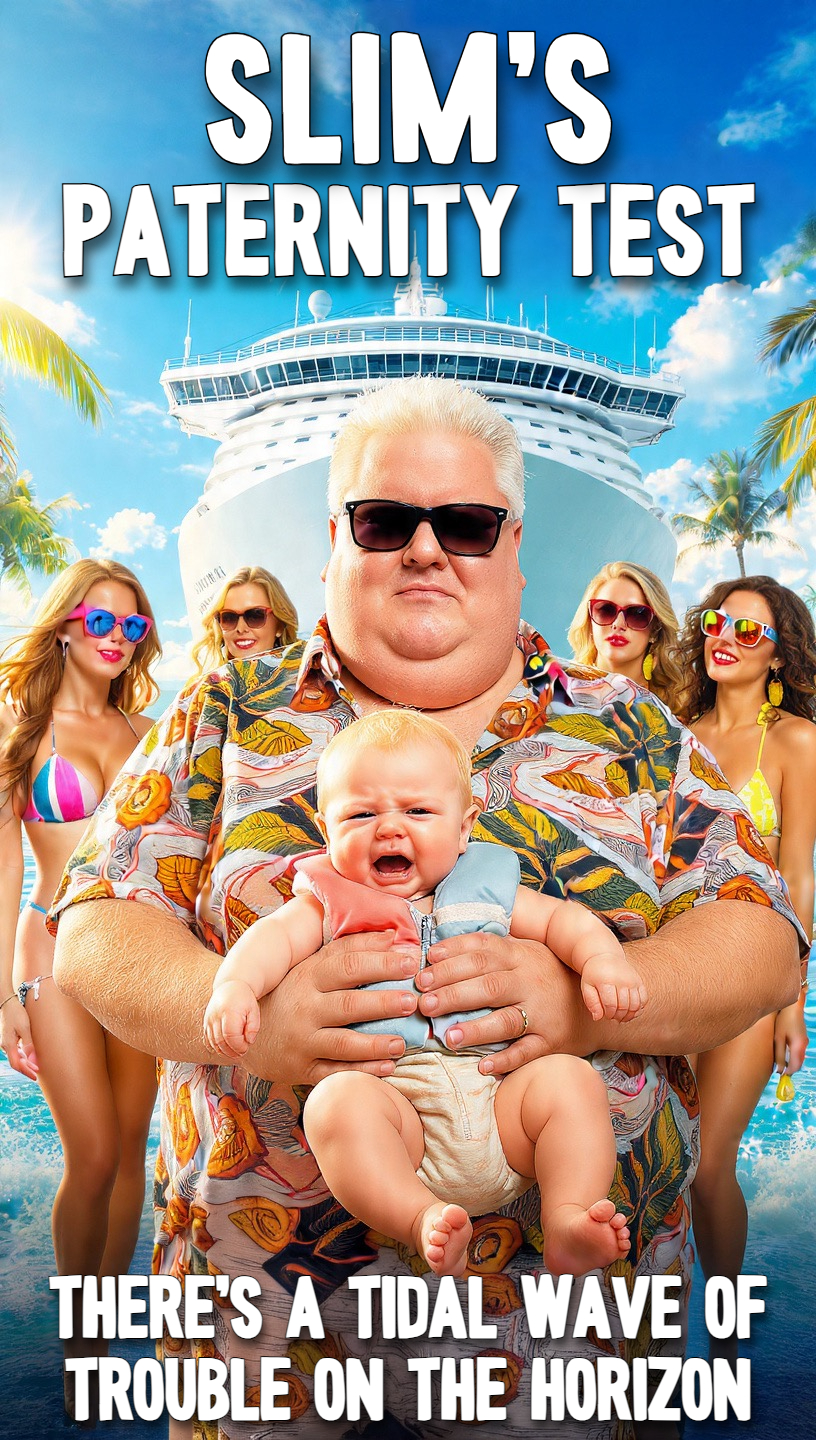 SLIM'S
PATERNITY TEST
THERE'S A TIDAL WAVE OF
TROUBLE ON THE HORIZON